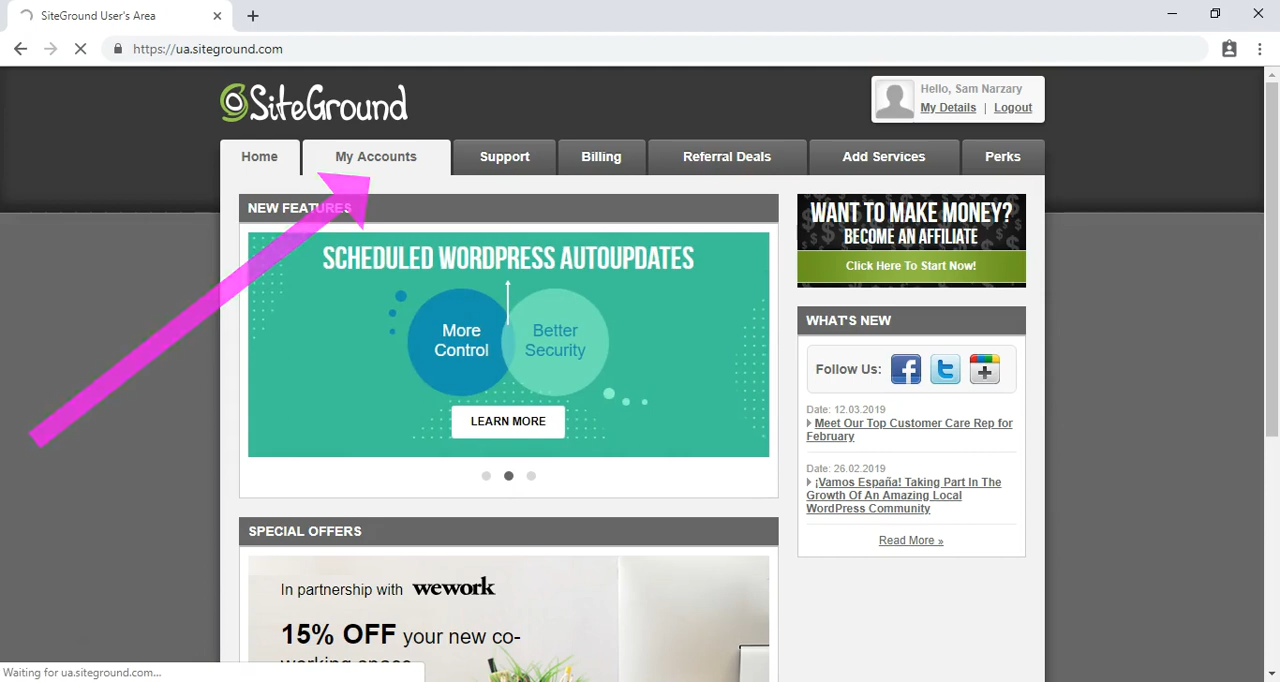 SiteGround User's Area
https://ua.siteground.com
SiteGround
Hello, Sam Narzary
My Details | Logout
Home
My Accounts
Support
Billing
Referral Deals
Add Services
Perks
NEW FEATURES
SCHEDULED WORDPRESS AUTOUPDATES
More
Control
Better
Security
LEARN MORE
SPECIAL OFFERS
In partnership with wework
15% OFF your new co-
working space
WANT TO MAKE MONEY?
BECOME AN AFFILIATE
Click Here To Start Now!
WHAT'S NEW
Follow Us:
Date: 12.03.2019
Meet Our Top Customer Care Rep for
February
Date: 26.02.2019
¡Vamos España! Taking Part In The
Growth Of An Amazing Local
WordPress Community
Read More »
Waiting for ua.siteground.com...